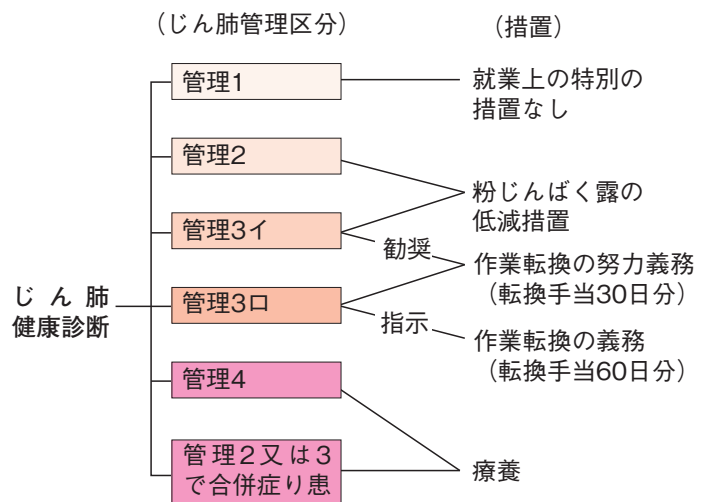 （じん肺管理区分）
（措置）
管理1
就業上の特別の
措置なし
管理2
粉じんばく露の
低減措置
管理3イ
勧奨
作業転換の努力義務
（転換手当30日分）
じん肺
健康診断
管理3ロ
指示
作業転換の義務
（転換手当60日分）
管理4
管理2又は3
で合併症り患
療養